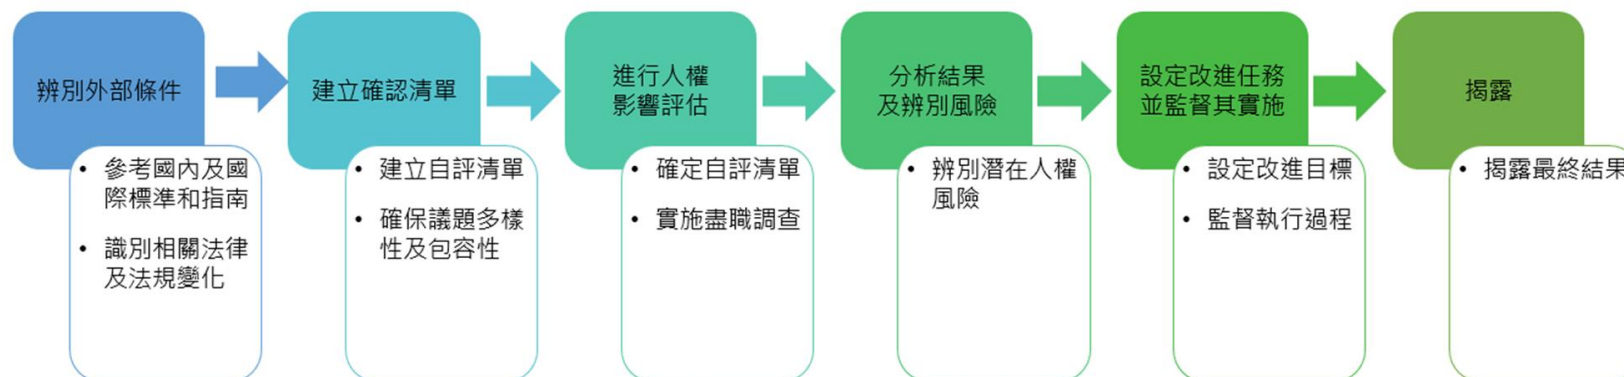 辨別外部條件
• 參考國內及國
際標準和指南
• 識別相關法律
及法規變化
建立確認清單
• 建立自評清單
• 確保議題多樣
性及包容性
進行人權
影響評估
• 確定自評清單
• 實施盡職調查
分析結果
及辨別風險
• 辨別潛在人權
風險
設定改進任務
並監督其實施
• 設定改進目標
• 監督執行過程
揭露
• 揭露最終結果